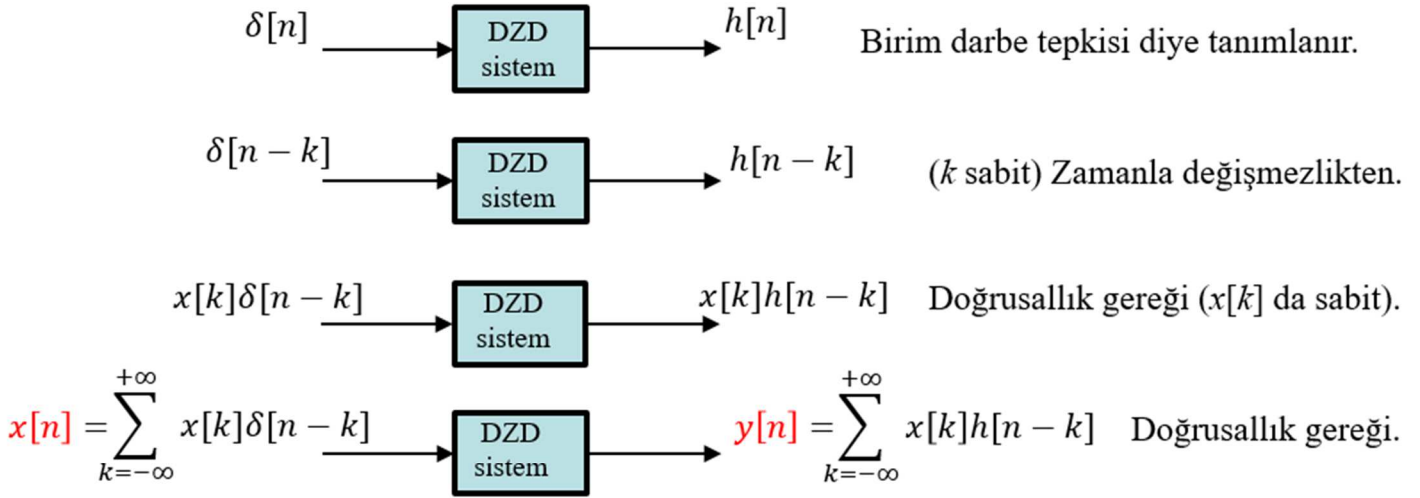 δ[n] DZD sistem h[n] Birim darbe tepkisi diye tanımlanır.
δ[n − k] DZD sistem h[n − k] (k sabit) Zamanla değişmezlikten.
x[k]δ[n − k] DZD sistem x[k]h[n − k] Doğrusallık gereği (x[k] da sabit).
x[n] = ∑_{k=−∞}^{+∞} x[k]δ[n − k] DZD sistem y[n] = ∑_{k=−∞}^{+∞} x[k]h[n − k] Doğrusallık gereği.